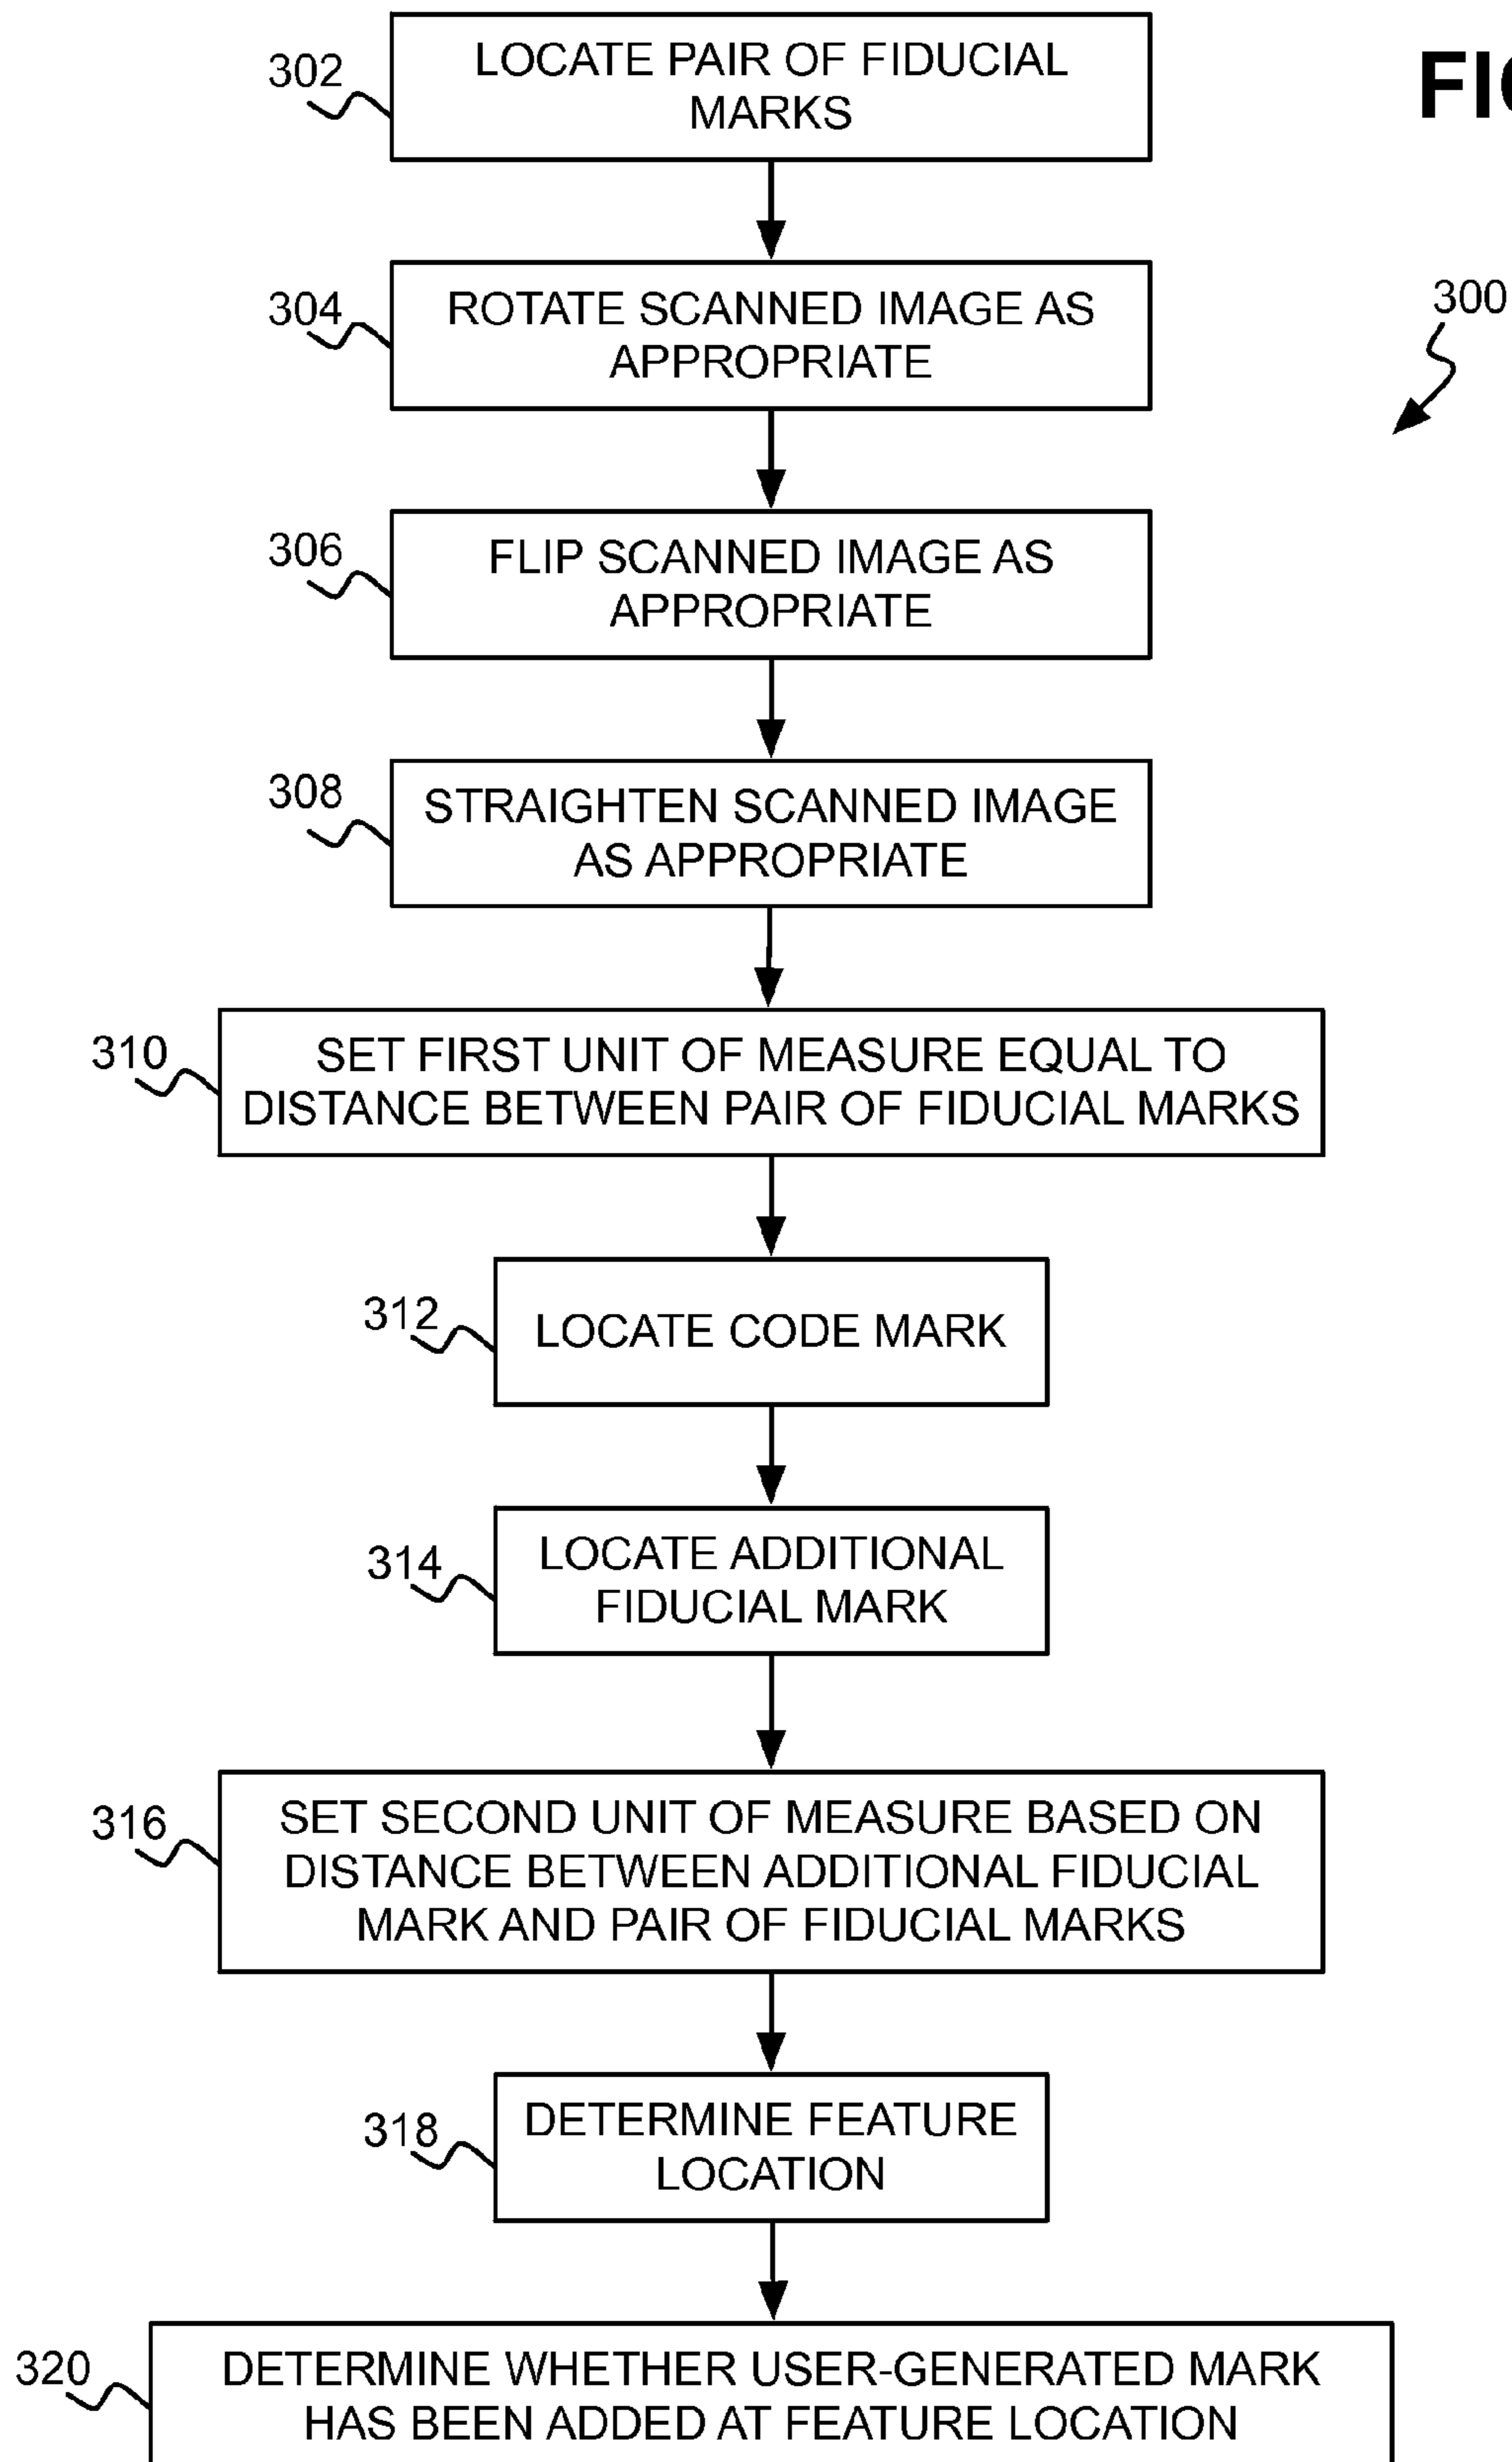 302
LOCATE PAIR OF FIDUCIAL
MARKS
304
ROTATE SCANNED IMAGE AS
APPROPRIATE
300
306
FLIP SCANNED IMAGE AS
APPROPRIATE
308
STRAIGHTEN SCANNED IMAGE
AS APPROPRIATE
310
SET FIRST UNIT OF MEASURE EQUAL TO
DISTANCE BETWEEN PAIR OF FIDUCIAL MARKS
312
LOCATE CODE MARK
314
LOCATE ADDITIONAL
FIDUCIAL MARK
316
SET SECOND UNIT OF MEASURE BASED ON
DISTANCE BETWEEN ADDITIONAL FIDUCIAL
MARK AND PAIR OF FIDUCIAL MARKS
318
DETERMINE FEATURE
LOCATION
320
DETERMINE WHETHER USER-GENERATED MARK
HAS BEEN ADDED AT FEATURE LOCATION